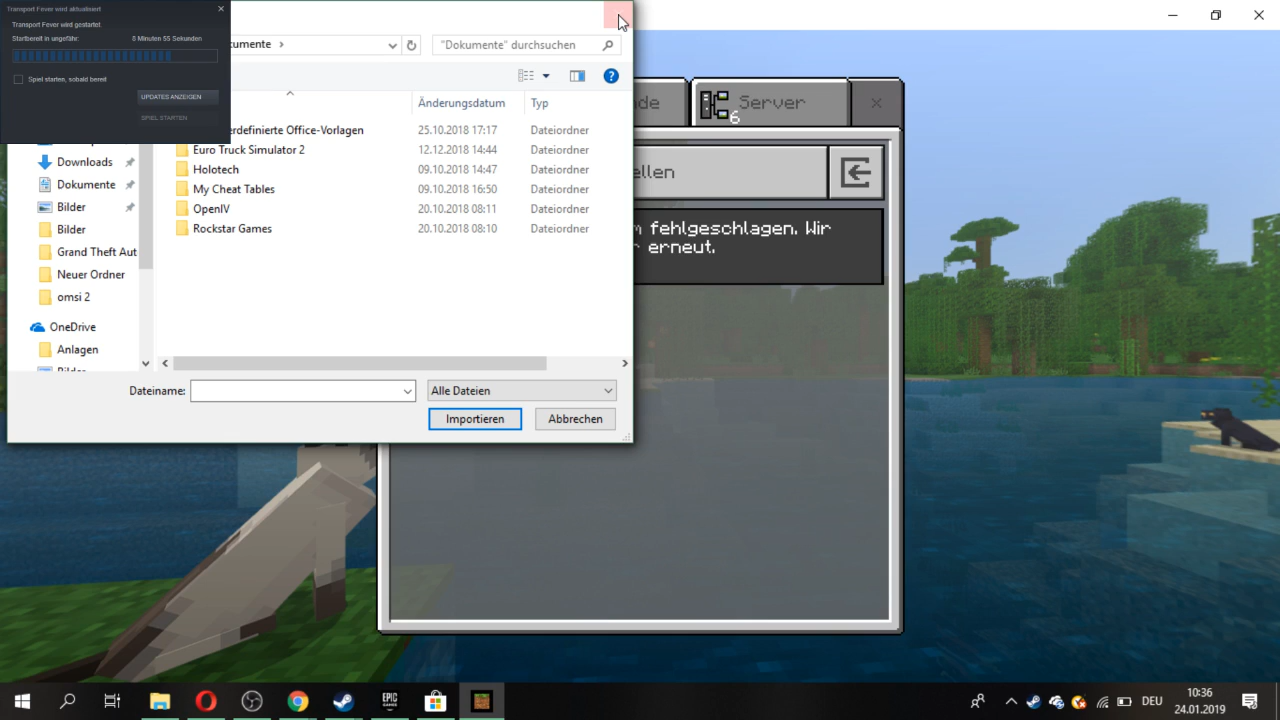 Transport Fever wird aktualisiert
Transport Fever wird gestartet.
Startbereit in ungefähr: 6 Minuten 55 Sekunden
Spiel starten, sobald bereit
UPDATES ANZEIGEN
SPIEL STARTEN
kumente
"Dokumente" durchsuchen
Änderungsdatum Typ
erdefinierte Office-Vorlagen 25.10.2018 17:17 Dateiordner
Euro Truck Simulator 2 12.12.2018 14:44 Dateiordner
Holotech 09.10.2018 14:47 Dateiordner
My Cheat Tables 09.10.2018 16:50 Dateiordner
OpenIV 20.10.2018 08:11 Dateiordner
Rockstar Games 20.10.2018 08:10 Dateiordner
Downloads
Dokumente
Bilder
Bilder
Grand Theft Aut
Neuer Ordner
omsi 2
OneDrive
Anlagen
Dateiname:
Alle Dateien
Importieren Abbrechen
de
Server
6
ellen
fehlgeschlagen. Wir
erneut.
EPIC
GAMES
DEU
10:36
24.01.2019